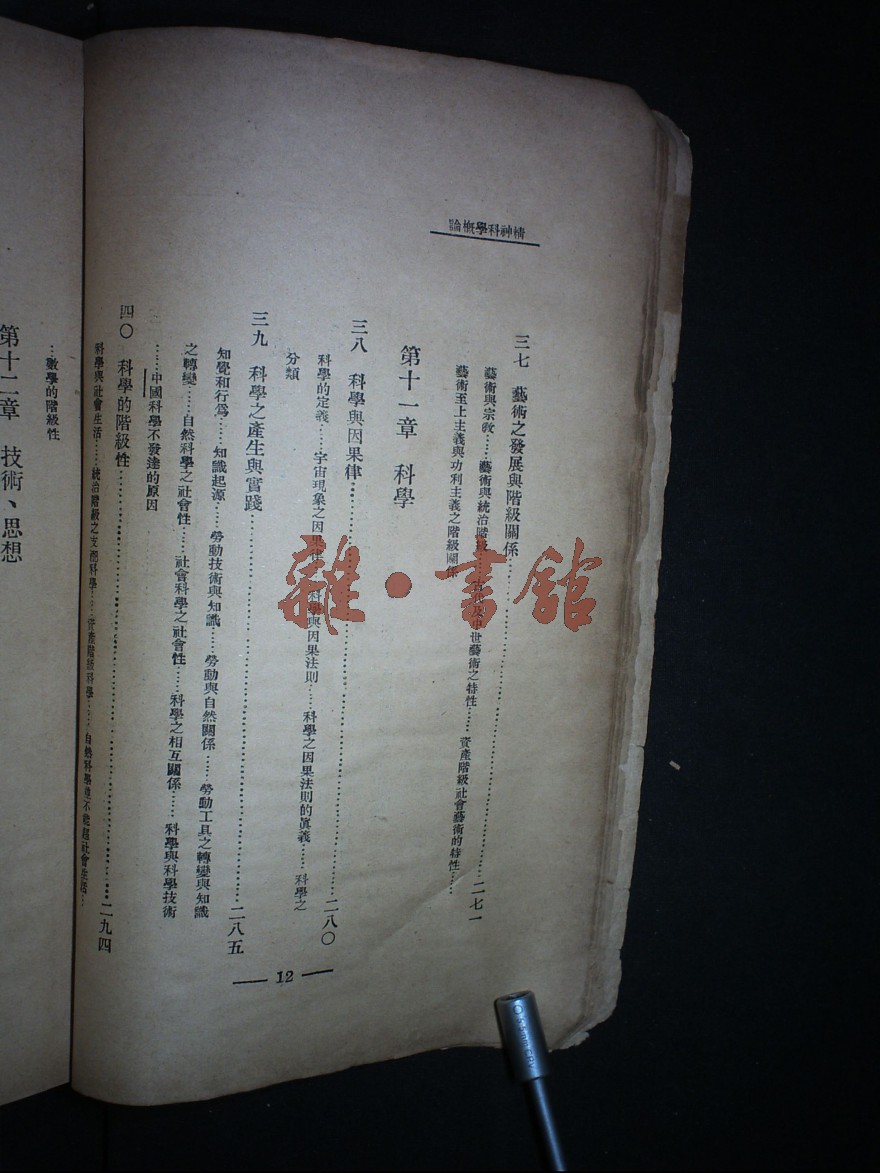 精神科學概論
三七　藝術之發展與階級關係……二七一
藝術與宗教……藝術與統治階級……古代及中世藝術之特性……資產階級社會藝術的特性……
藝術至上主義與功利主義之階級關係
第十一章　科學
三八　科學與因果律……二八〇
科學的定義……宇宙現象之因果律……科學與因果法則……科學之因果法則的眞義……科學之
分類
三九　科學之產生與實踐……二八五
知覺和行爲……知識起源……勞動技術與知識……勞動與自然關係……勞動工具之轉變與知識
之轉變……自然科學之社會性……社會科學之社會性……科學之相互關係……科學與科學技術
……中國科學不發達的原因
四〇　科學的階級性……二九四
科學與社會生活……統治階級之支配科學……資產階級科學……自然科學並不能超社會生活…
…數學的階級性
第十二章　技術、思想
12
雜·書館